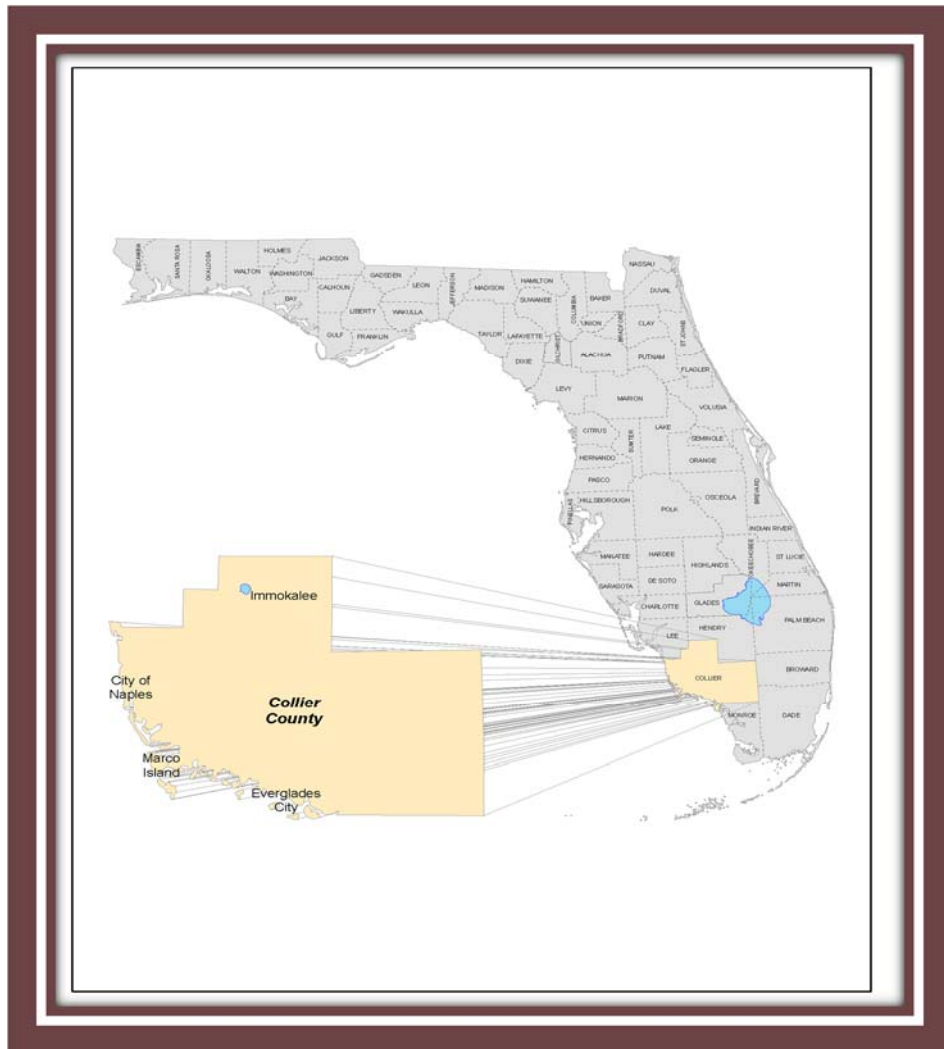 NASSAU
HOLMES
JACKSON
ESCAMBIA
SANTA ROSA
OKALOOSA
WALTON
WASHINGTON
GADSDEN
LEON
JEFFERSON
MADISON
HAMILTON
BAKER
DUVAL
CALHOUN
BAY
LIBERTY
WAKULLA
SUWANEE
COLUMBIA
UNION
BRADFORD
CLAY
ST JOHNS
GULF
FRANKLIN
TAYLOR
LAFAYETTE
GILCHRIST
ALACHUA
PUTNAM
DIXIE
FLAGLER
LEVY
MARION
VOLUSIA
CITRUS
SUMTER
LAKE
SEMINOLE
HERNANDO
ORANGE
PASCO
BREVARD
HILLSBOROUGH
OSCEOLA
PINELLAS
POLK
INDIAN RIVER
MANATEE
HARDEE
HIGHLANDS
KEECHOBEE
ST LUCIE
SARASOTA
DE SOTO
MARTIN
CHARLOTTE
GLADES
PALM BEACH
LEE
HENDRY
BROWARD
COLLIER
MONROE
DADE
Immokalee
City of
Naples
Collier
County
Marco
Island
Everglades
City